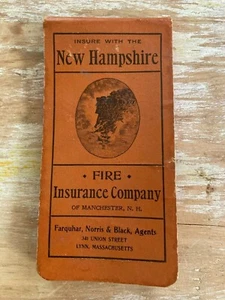 INSURE WITH THE
New Hampshire
• FIRE •
Insurance Company
OF MANCHESTER, N. H.
Farquhar, Norris & Black, Agents
UNION STREET
LYNN, MASSACHUSETTS